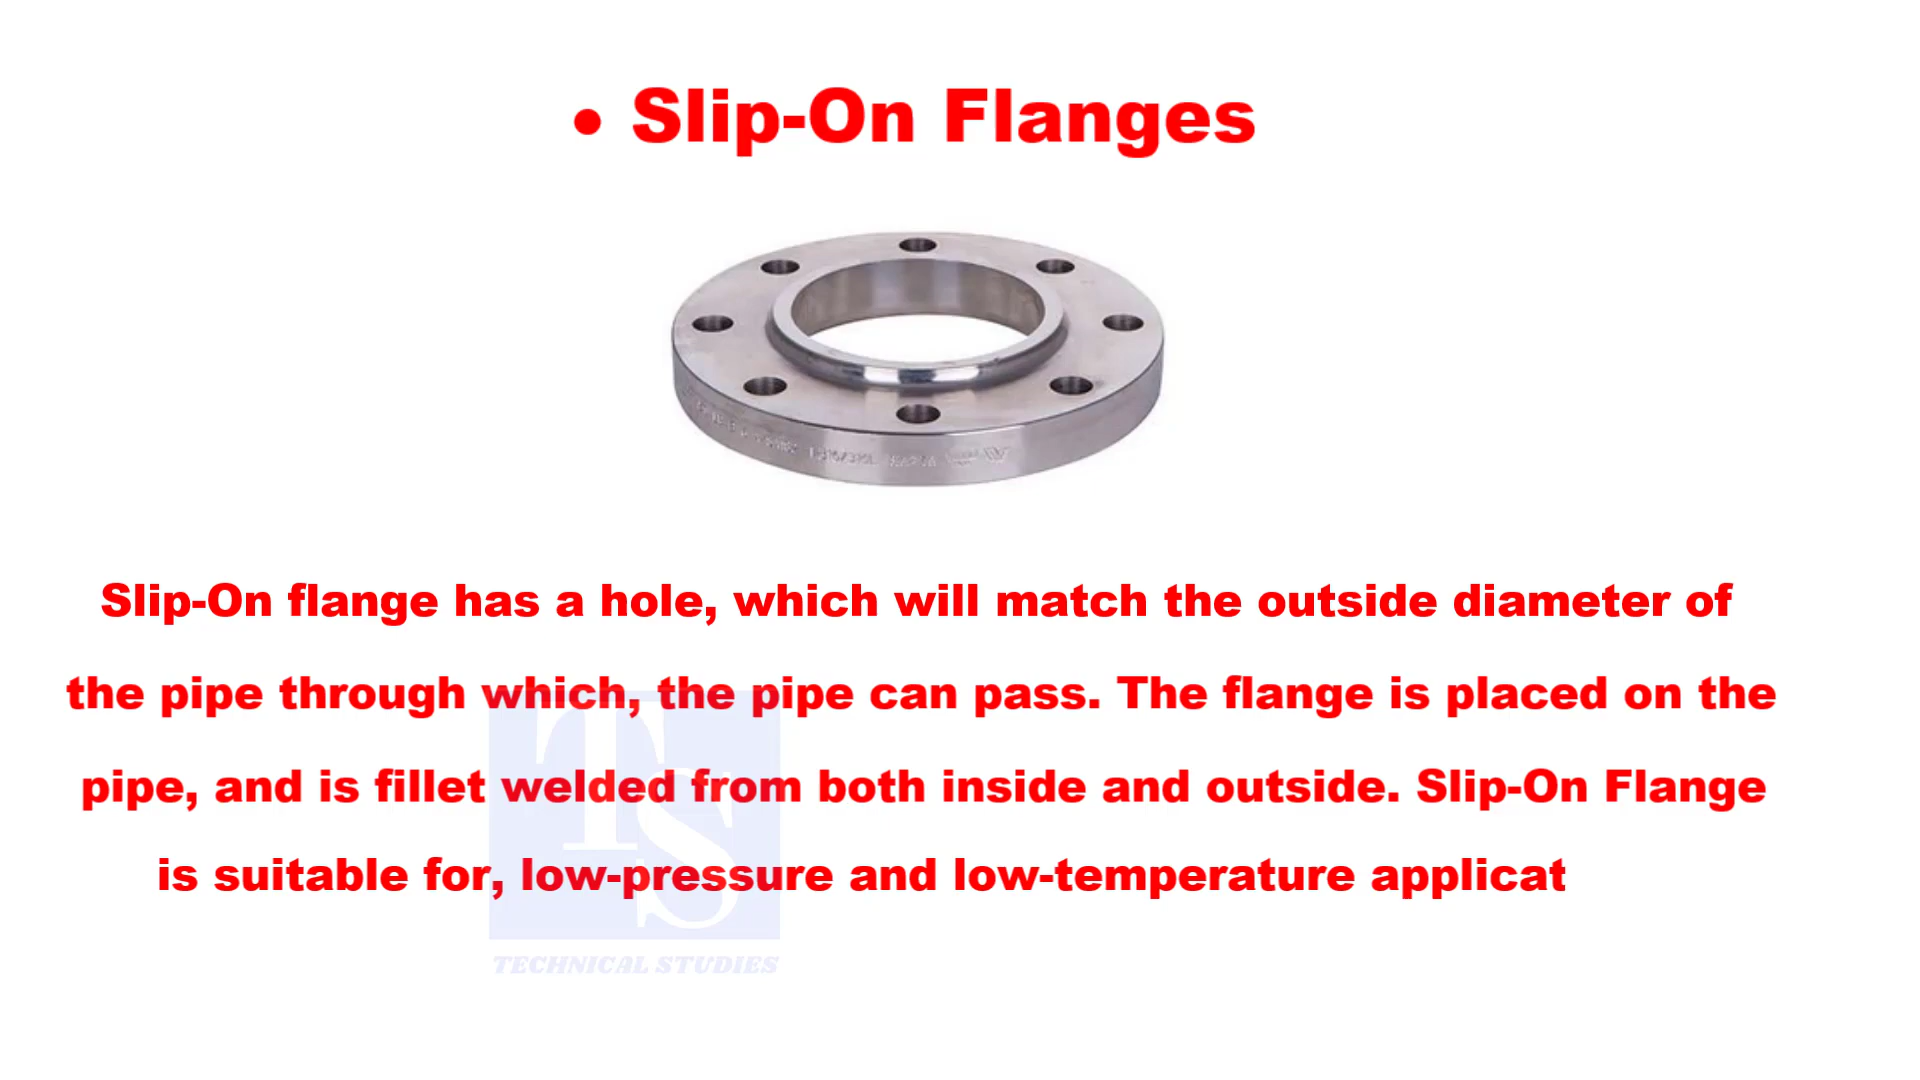 • Slip-On Flanges
Slip-On flange has a hole, which will match the outside diameter of
the pipe through which, the pipe can pass. The flange is placed on the
pipe, and is fillet welded from both inside and outside. Slip-On Flange
is suitable for, low-pressure and low-temperature applicat
TS
TECHNICAL STUDIES